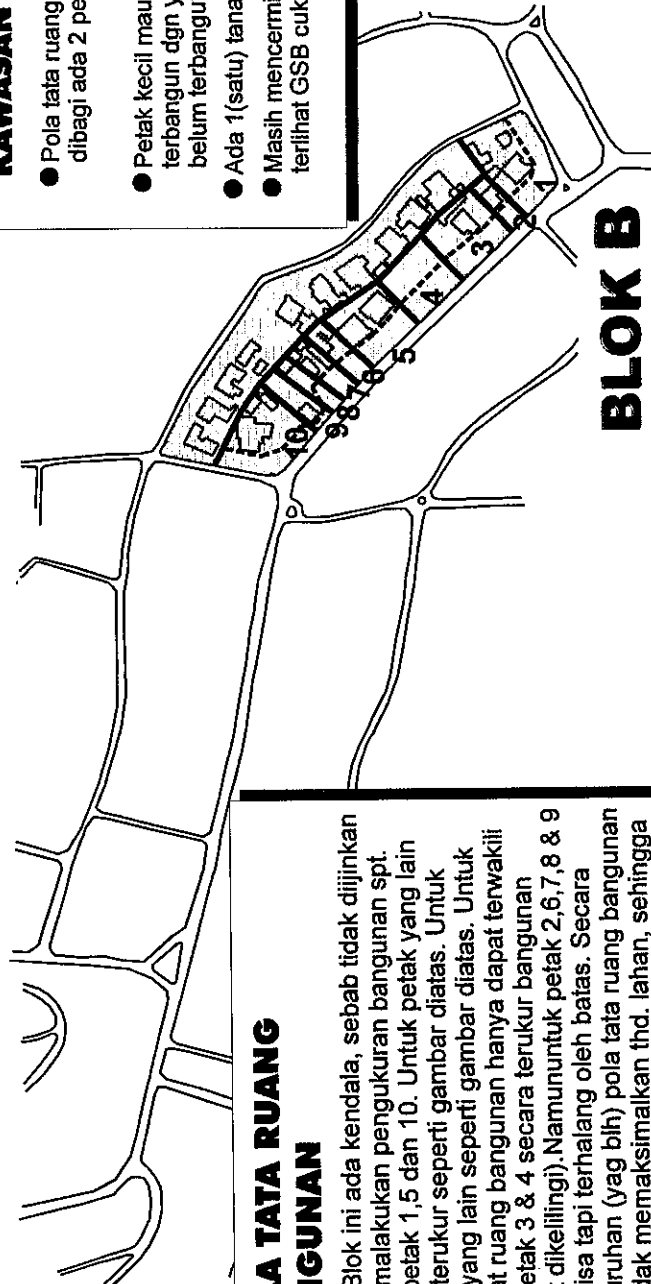 KAWASAN
● Pola tata ruang
dibagi ada 2 pe
● Petak kecil mau
terbangun dgn y
belum terbangu
● Ada 1(satu) tana
● Masih mencermi
terlihat GSB cuk
A TATA RUANG
NGUNAN
Blok ini ada kendala, sebab tidak diijinkan
malakukan pengukuran bangunan spt.
petak 1,5 dan 10. Untuk petak yang lain
terukur seperti gambar diatas. Untuk
yang lain seperti gambar diatas. Untuk
at ruang bangunan hanya dapat terwakili
etak 3 & 4 secara terukur bangunan
dikelilingi).Namununtuk petak 2,6,7,8 & 9
sa tapi terhalang oleh batas. Secara
ruhan (yag blh) pola tata ruang bangunan
dak memaksimalkan thd. lahan, sehingga
10
9
8
7
6
5
4
3
2
1
BLOK B